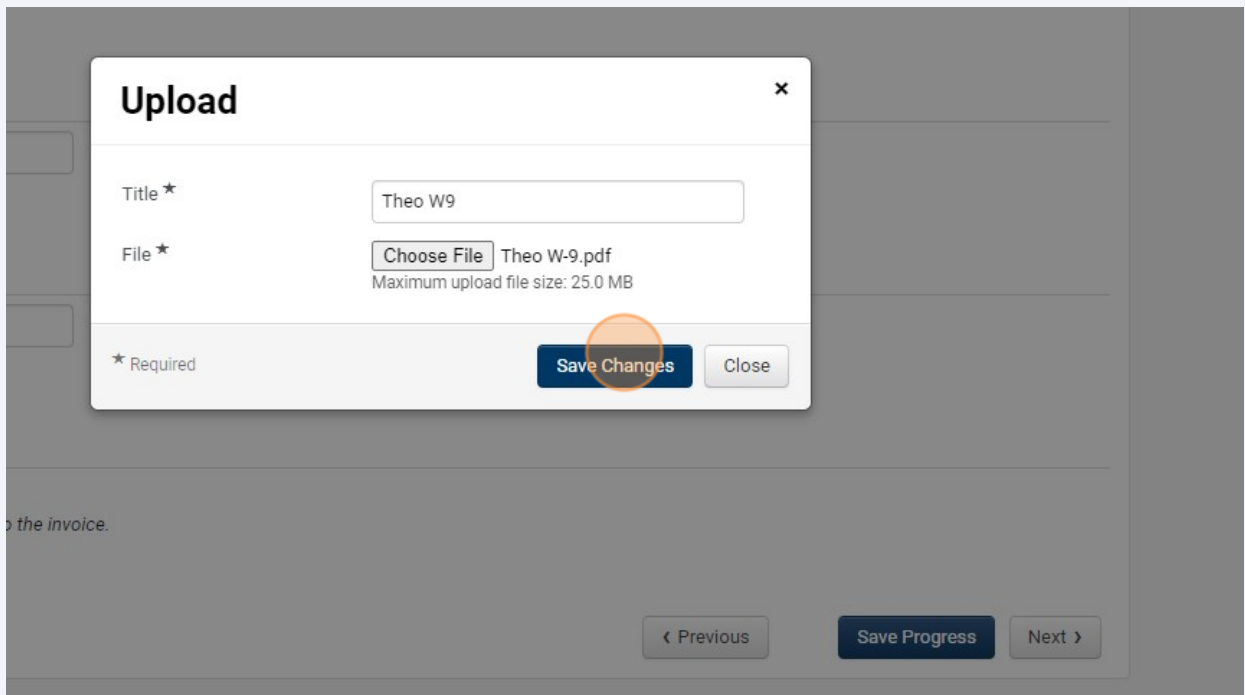 Upload
×
Title ★
Theo W9
File ★
Choose File Theo W-9.pdf
Maximum upload file size: 25.0 MB
★ Required
Save Changes
Close
the invoice.
‹ Previous
Save Progress
Next ›